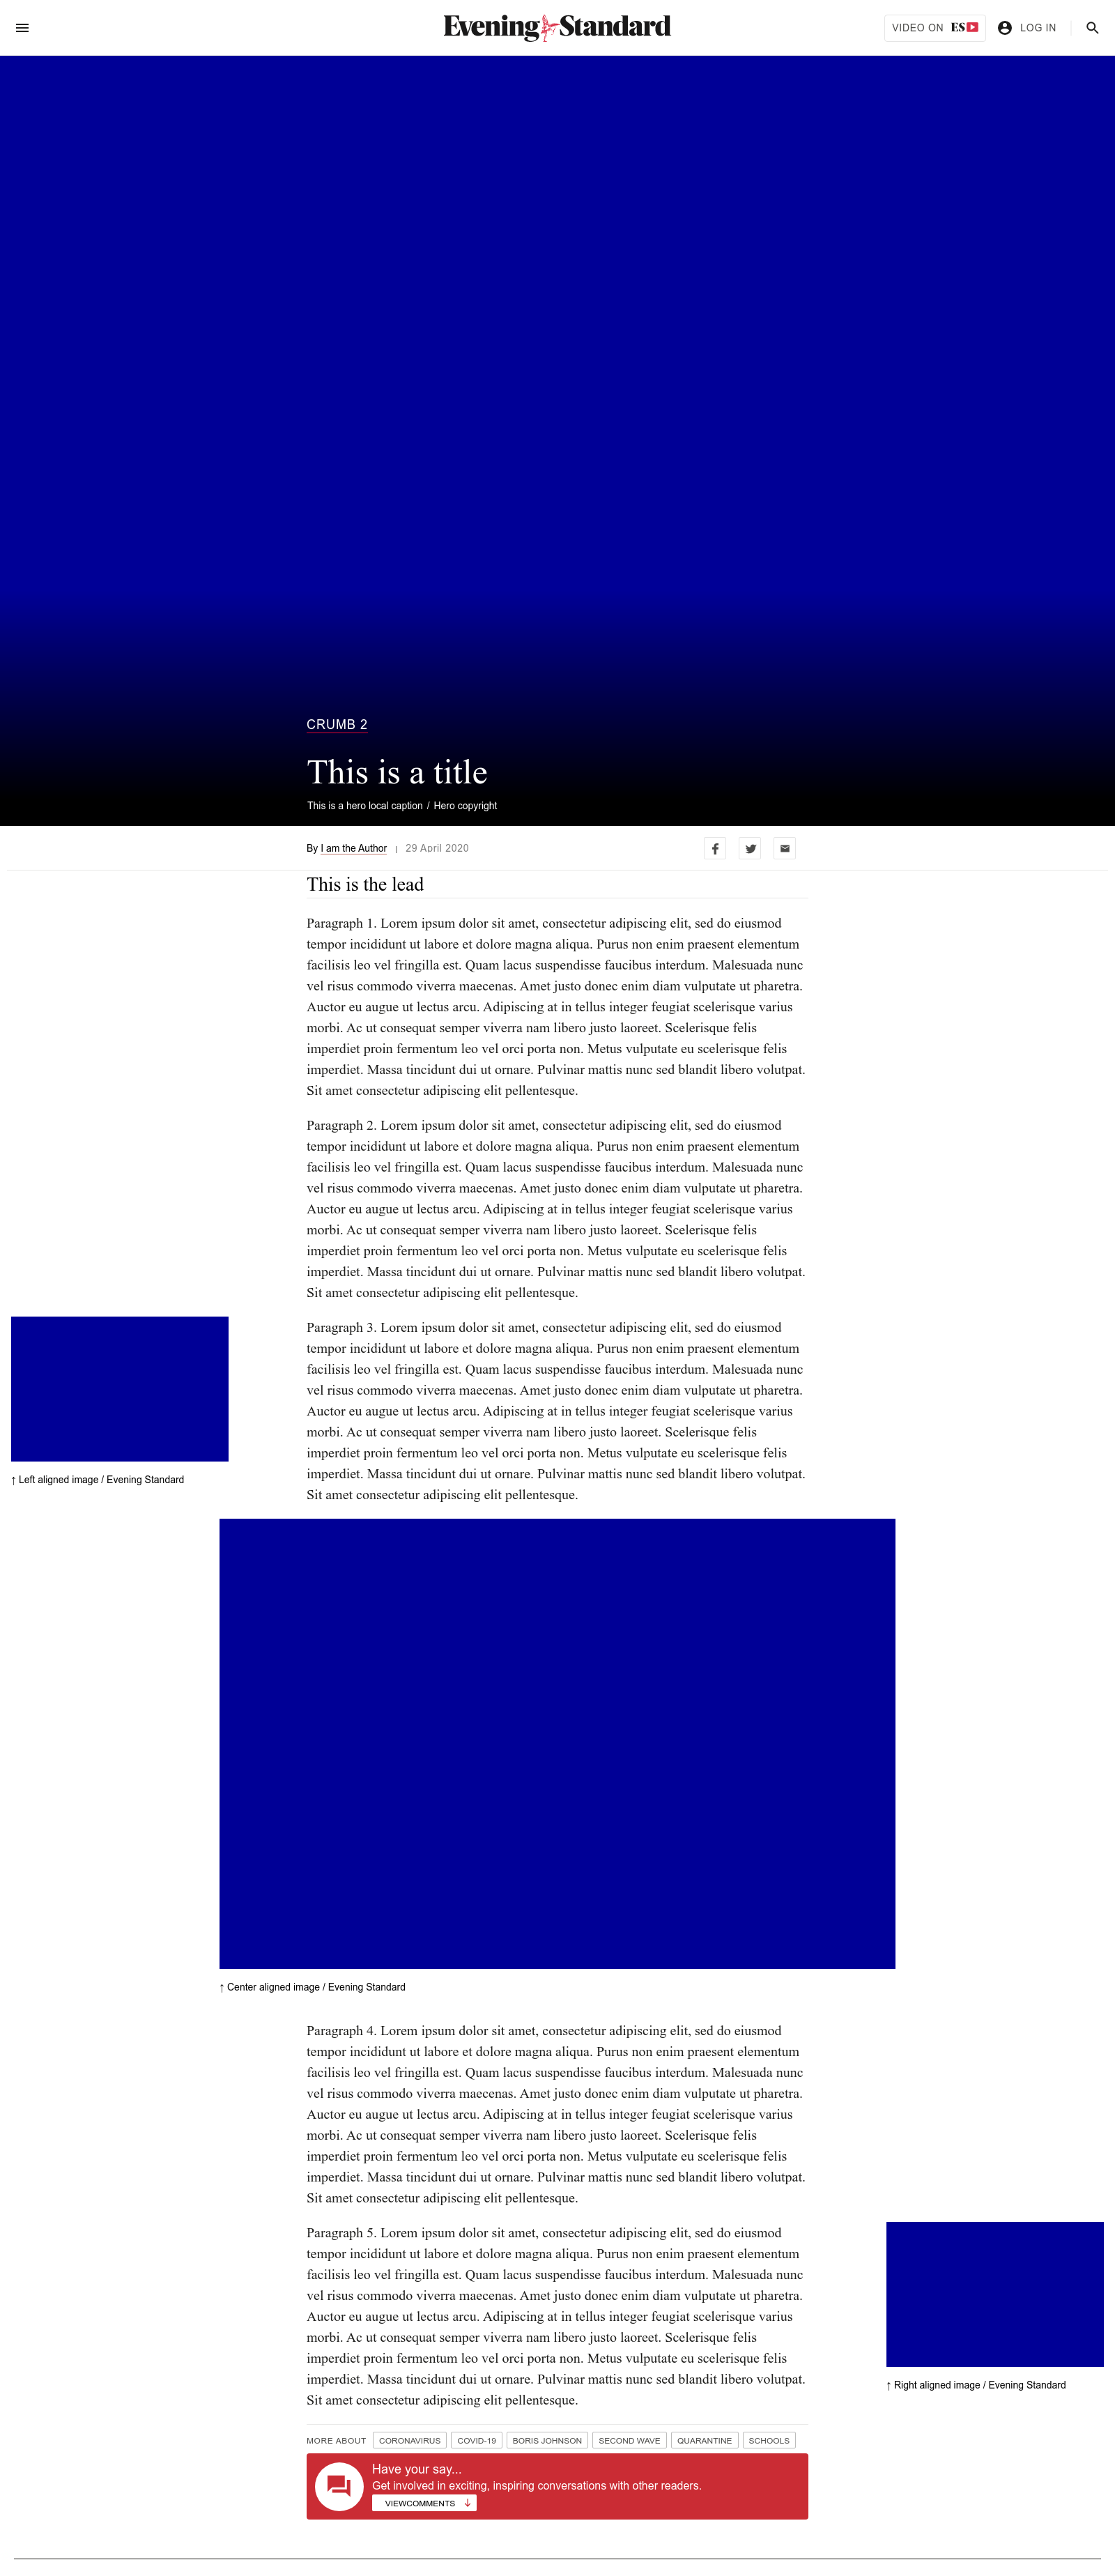 Evening Standard
VIDEO ON ES
LOG IN
CRUMB 2
This is a title
This is a hero local caption / Hero copyright
By I am the Author | 29 April 2020
This is the lead
Paragraph 1. Lorem ipsum dolor sit amet, consectetur adipiscing elit, sed do eiusmod
tempor incididunt ut labore et dolore magna aliqua. Purus non enim praesent elementum
facilisis leo vel fringilla est. Quam lacus suspendisse faucibus interdum. Malesuada nunc
vel risus commodo viverra maecenas. Amet justo donec enim diam vulputate ut pharetra.
Auctor eu augue ut lectus arcu. Adipiscing at in tellus integer feugiat scelerisque varius
morbi. Ac ut consequat semper viverra nam libero justo laoreet. Scelerisque felis
imperdiet proin fermentum leo vel orci porta non. Metus vulputate eu scelerisque felis
imperdiet. Massa tincidunt dui ut ornare. Pulvinar mattis nunc sed blandit libero volutpat.
Sit amet consectetur adipiscing elit pellentesque.
Paragraph 2. Lorem ipsum dolor sit amet, consectetur adipiscing elit, sed do eiusmod
tempor incididunt ut labore et dolore magna aliqua. Purus non enim praesent elementum
facilisis leo vel fringilla est. Quam lacus suspendisse faucibus interdum. Malesuada nunc
vel risus commodo viverra maecenas. Amet justo donec enim diam vulputate ut pharetra.
Auctor eu augue ut lectus arcu. Adipiscing at in tellus integer feugiat scelerisque varius
morbi. Ac ut consequat semper viverra nam libero justo laoreet. Scelerisque felis
imperdiet proin fermentum leo vel orci porta non. Metus vulputate eu scelerisque felis
imperdiet. Massa tincidunt dui ut ornare. Pulvinar mattis nunc sed blandit libero volutpat.
Sit amet consectetur adipiscing elit pellentesque.
Paragraph 3. Lorem ipsum dolor sit amet, consectetur adipiscing elit, sed do eiusmod
tempor incididunt ut labore et dolore magna aliqua. Purus non enim praesent elementum
facilisis leo vel fringilla est. Quam lacus suspendisse faucibus interdum. Malesuada nunc
vel risus commodo viverra maecenas. Amet justo donec enim diam vulputate ut pharetra.
Auctor eu augue ut lectus arcu. Adipiscing at in tellus integer feugiat scelerisque varius
morbi. Ac ut consequat semper viverra nam libero justo laoreet. Scelerisque felis
imperdiet proin fermentum leo vel orci porta non. Metus vulputate eu scelerisque felis
imperdiet. Massa tincidunt dui ut ornare. Pulvinar mattis nunc sed blandit libero volutpat.
Sit amet consectetur adipiscing elit pellentesque.
↑ Left aligned image / Evening Standard
↑ Center aligned image / Evening Standard
Paragraph 4. Lorem ipsum dolor sit amet, consectetur adipiscing elit, sed do eiusmod
tempor incididunt ut labore et dolore magna aliqua. Purus non enim praesent elementum
facilisis leo vel fringilla est. Quam lacus suspendisse faucibus interdum. Malesuada nunc
vel risus commodo viverra maecenas. Amet justo donec enim diam vulputate ut pharetra.
Auctor eu augue ut lectus arcu. Adipiscing at in tellus integer feugiat scelerisque varius
morbi. Ac ut consequat semper viverra nam libero justo laoreet. Scelerisque felis
imperdiet proin fermentum leo vel orci porta non. Metus vulputate eu scelerisque felis
imperdiet. Massa tincidunt dui ut ornare. Pulvinar mattis nunc sed blandit libero volutpat.
Sit amet consectetur adipiscing elit pellentesque.
Paragraph 5. Lorem ipsum dolor sit amet, consectetur adipiscing elit, sed do eiusmod
tempor incididunt ut labore et dolore magna aliqua. Purus non enim praesent elementum
facilisis leo vel fringilla est. Quam lacus suspendisse faucibus interdum. Malesuada nunc
vel risus commodo viverra maecenas. Amet justo donec enim diam vulputate ut pharetra.
Auctor eu augue ut lectus arcu. Adipiscing at in tellus integer feugiat scelerisque varius
morbi. Ac ut consequat semper viverra nam libero justo laoreet. Scelerisque felis
imperdiet proin fermentum leo vel orci porta non. Metus vulputate eu scelerisque felis
imperdiet. Massa tincidunt dui ut ornare. Pulvinar mattis nunc sed blandit libero volutpat.
Sit amet consectetur adipiscing elit pellentesque.
↑ Right aligned image / Evening Standard
MORE ABOUT CORONAVIRUS COVID-19 BORIS JOHNSON SECOND WAVE QUARANTINE SCHOOLS
Have your say...
Get involved in exciting, inspiring conversations with other readers.
VIEWCOMMENTS ↓